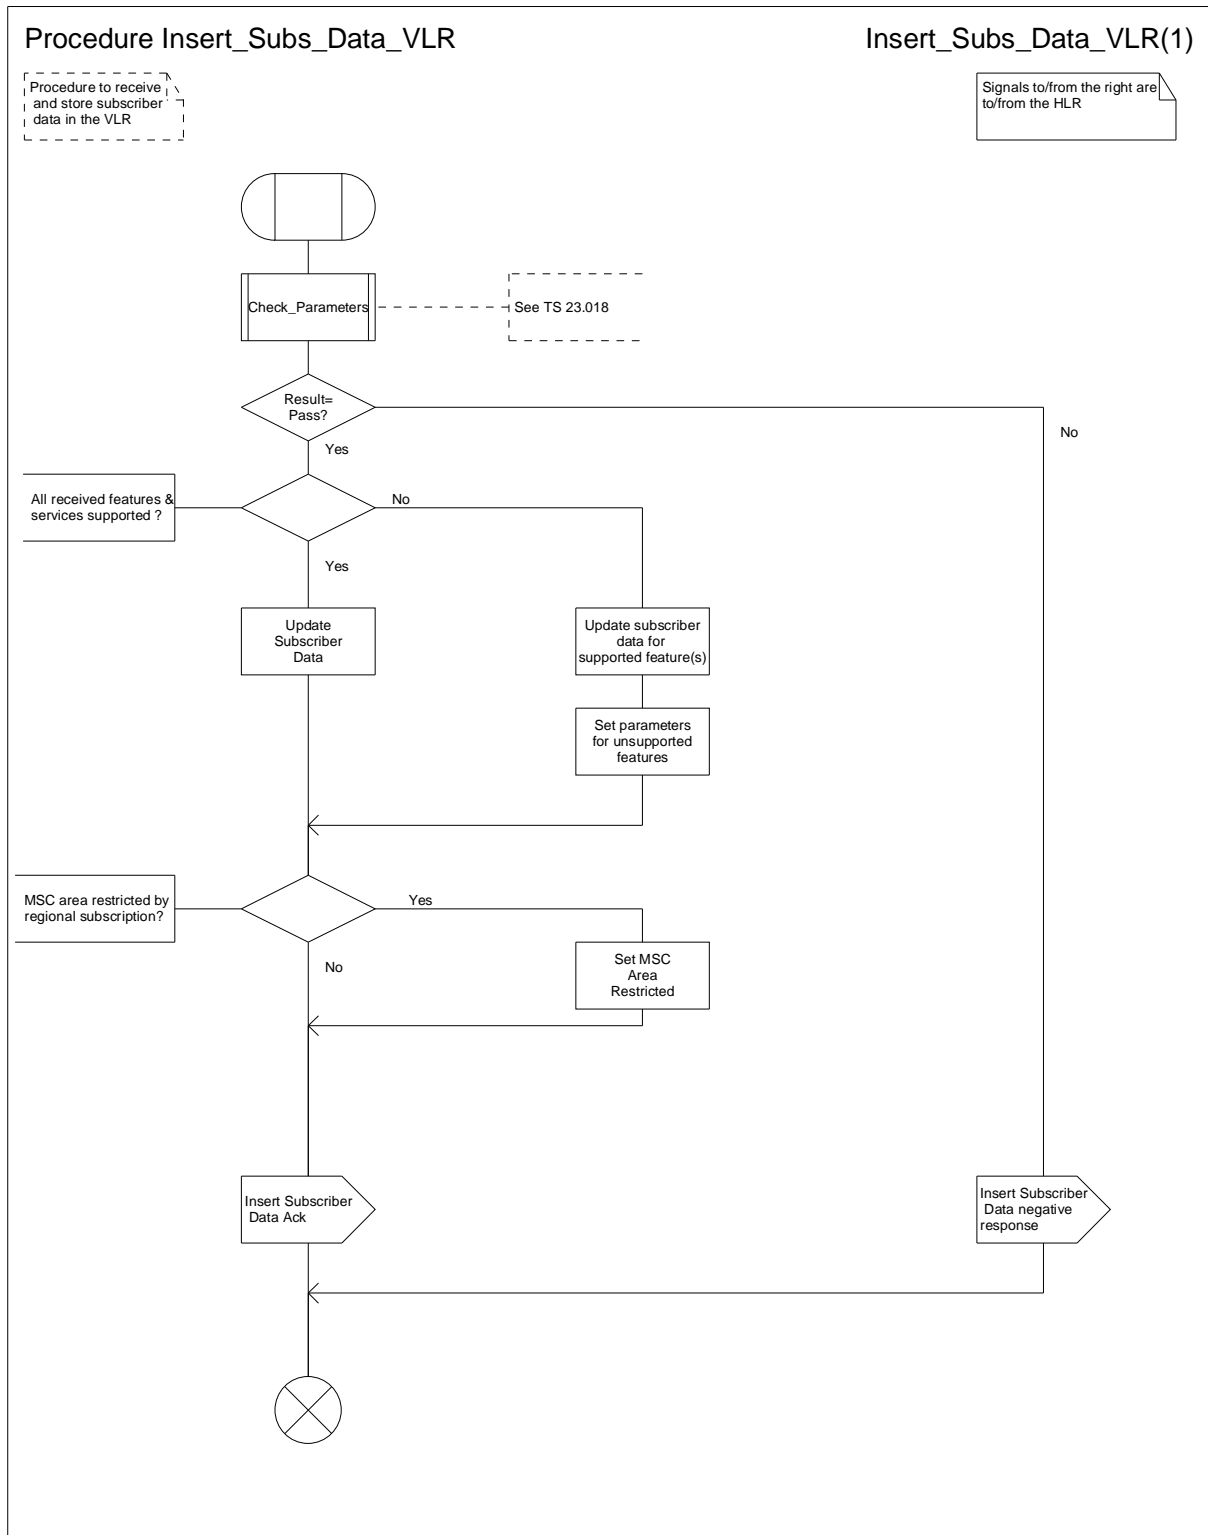 Procedure Insert_Subs_Data_VLR
Insert_Subs_Data_VLR(1)
Procedure to receive
and store subscriber
data in the VLR
Signals to/from the right are
to/from the HLR
Check_Parameters
See TS 23.018
Result=
Pass?
No
Yes
All received features &
services supported ?
No
Yes
Update
Subscriber
Data
Update subscriber
data for
supported feature(s)
Set parameters
for unsupported
features
MSC area restricted by
regional subscription?
Yes
No
Set MSC
Area
Restricted
Insert Subscriber
Data Ack
Insert Subscriber
Data negative
response